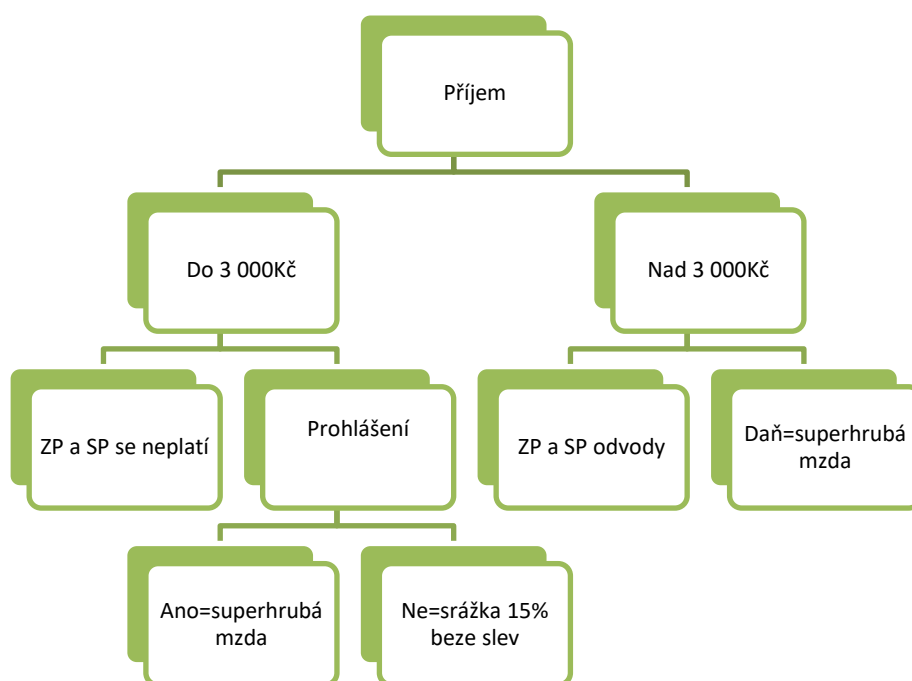 Příjem
Do 3 000Kč
Nad 3 000Kč
ZP a SP se neplatí
Prohlášení
ZP a SP odvody
Daň=superhrubá
mzda
Ano=superhrubá
mzda
Ne=srážka 15%
beze slev